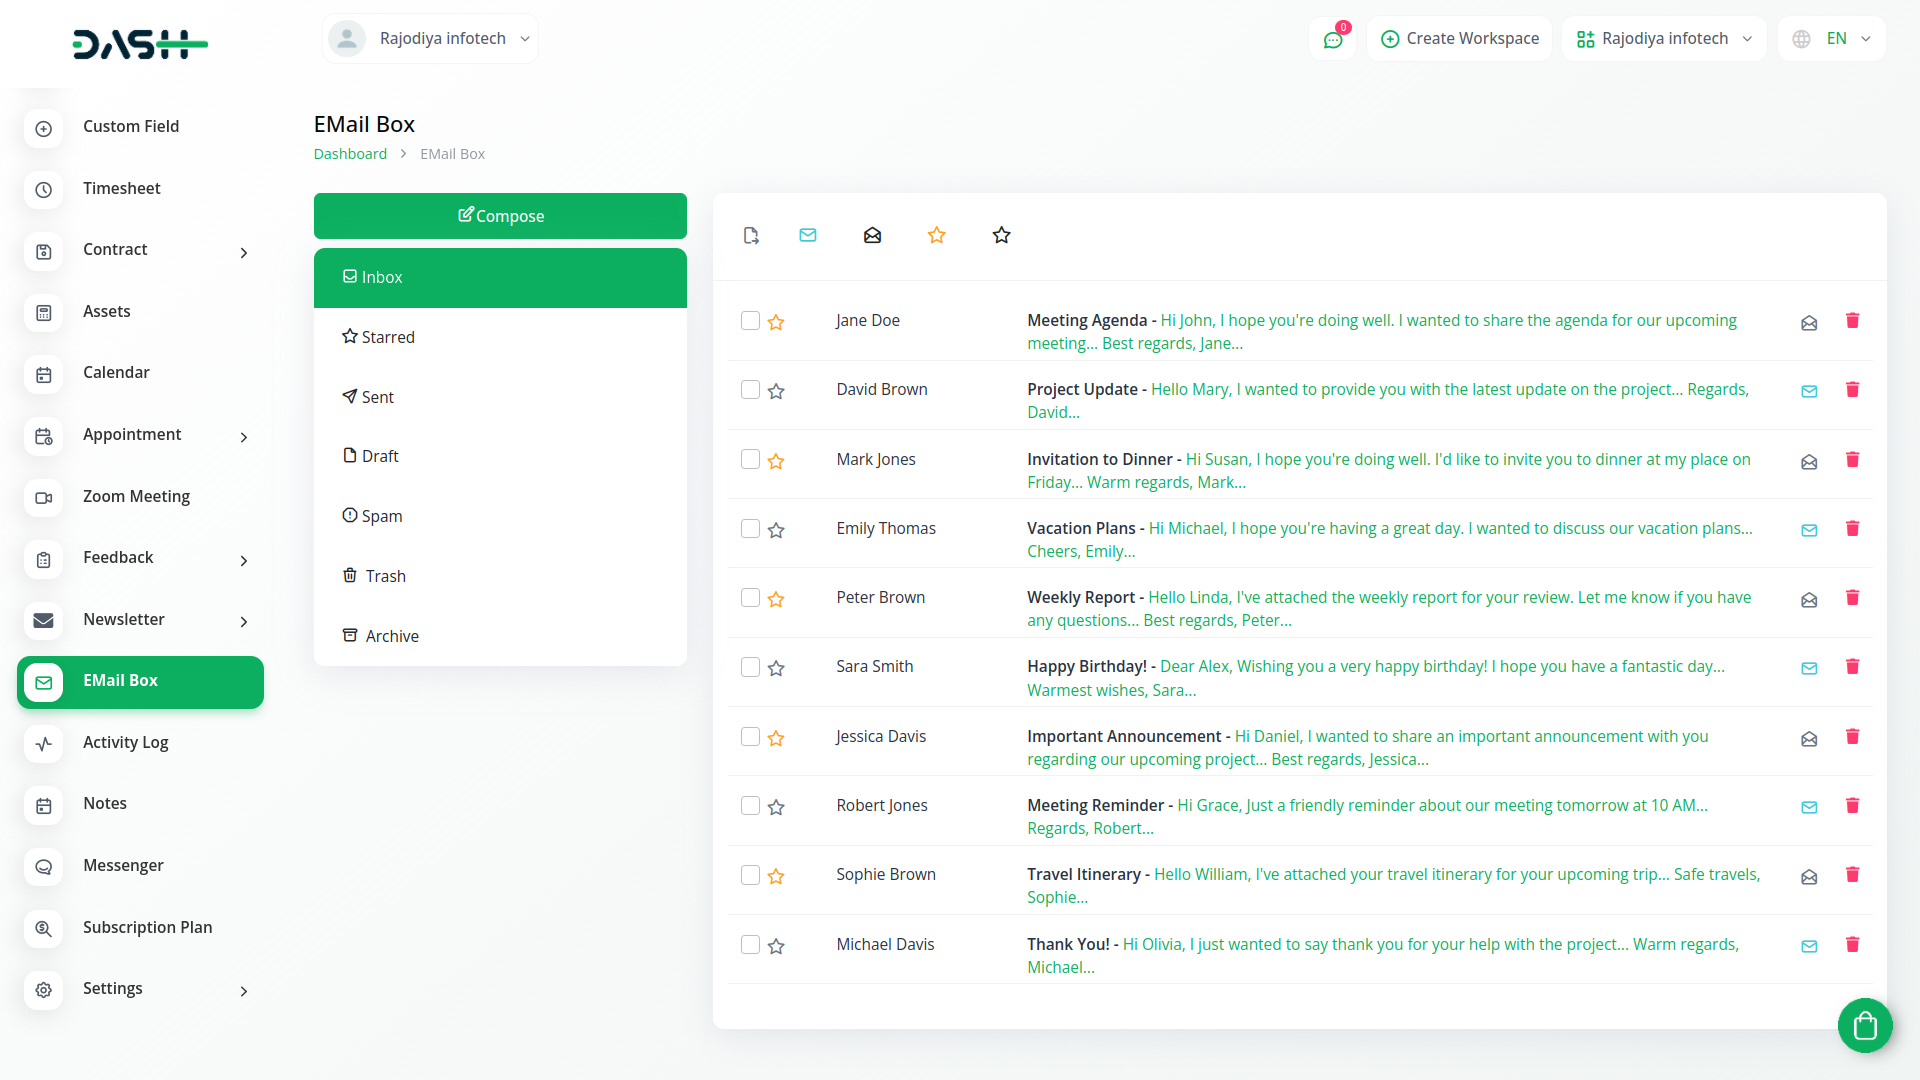 DASH
Rajodiya infotech
0
Create Workspace
Rajodiya infotech
EN
Custom Field
Timesheet
Contract
Assets
Calendar
Appointment
Zoom Meeting
Feedback
Newsletter
EMail Box
Activity Log
Notes
Messenger
Subscription Plan
Settings
EMail Box
Dashboard > EMail Box
Compose
Inbox
Starred
Sent
Draft
Spam
Trash
Archive
Jane Doe
Meeting Agenda - Hi John, I hope you're doing well. I wanted to share the agenda for our upcoming
meeting... Best regards, Jane...
David Brown
Project Update - Hello Mary, I wanted to provide you with the latest update on the project... Regards,
David...
Mark Jones
Invitation to Dinner - Hi Susan, I hope you're doing well. I'd like to invite you to dinner at my place on
Friday... Warm regards, Mark...
Emily Thomas
Vacation Plans - Hi Michael, I hope you're having a great day. I wanted to discuss our vacation plans...
Cheers, Emily...
Peter Brown
Weekly Report - Hello Linda, I've attached the weekly report for your review. Let me know if you have
any questions... Best regards, Peter...
Sara Smith
Happy Birthday! - Dear Alex, Wishing you a very happy birthday! I hope you have a fantastic day...
Warmest wishes, Sara...
Jessica Davis
Important Announcement - Hi Daniel, I wanted to share an important announcement with you
regarding our upcoming project... Best regards, Jessica...
Robert Jones
Meeting Reminder - Hi Grace, Just a friendly reminder about our meeting tomorrow at 10 AM...
Regards, Robert...
Sophie Brown
Travel Itinerary - Hello William, I've attached your travel itinerary for your upcoming trip... Safe travels,
Sophie...
Michael Davis
Thank You! - Hi Olivia, I just wanted to say thank you for your help with the project... Warm regards,
Michael...